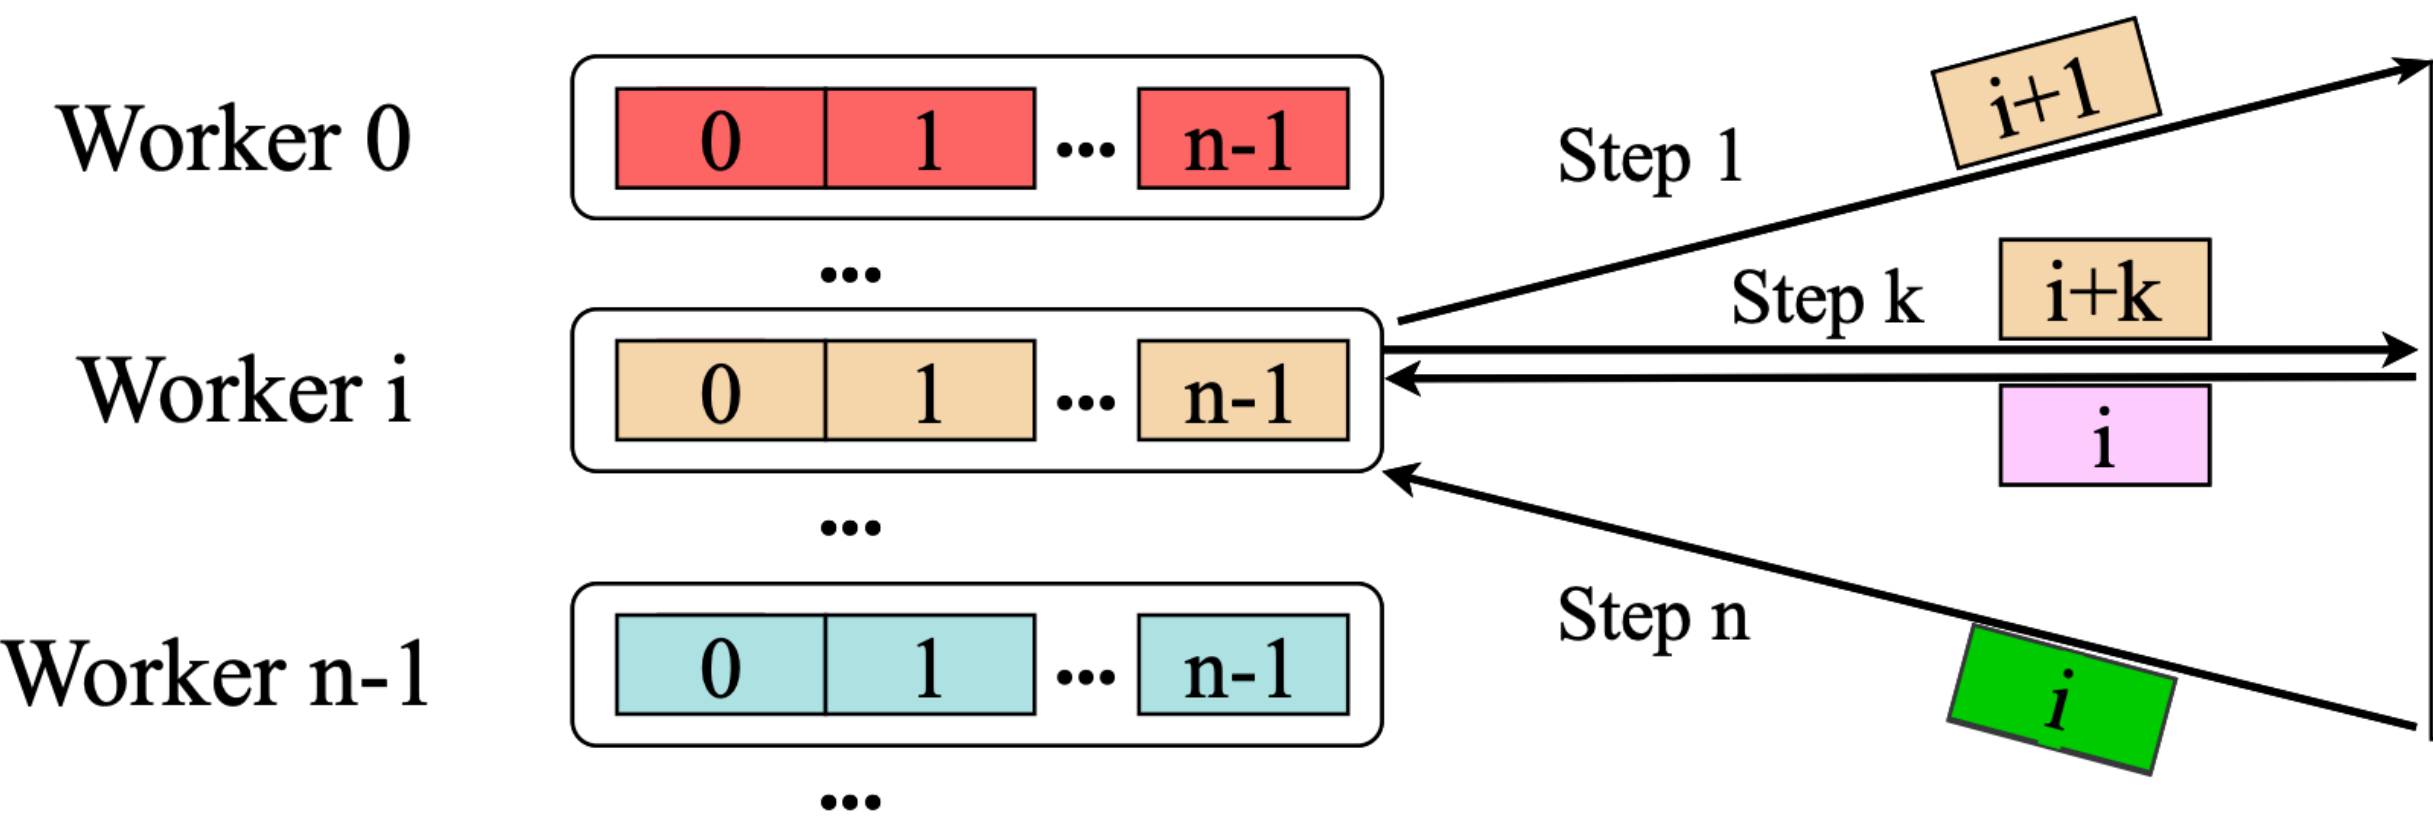 Worker 0
0 1 ... n-1
Step 1
i+1
...
Step k
i+k
Worker i
0 1 ... n-1
i
...
Step n
Worker n-1
0 1 ... n-1
i
...